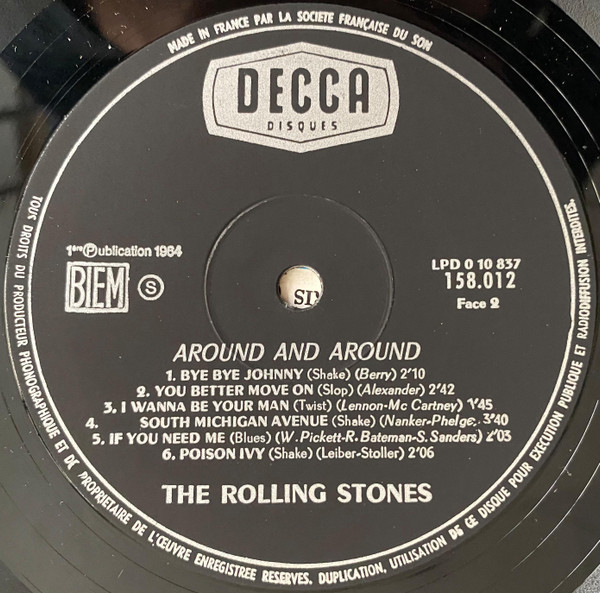 MADE IN FRANCE PAR LA SOCIETE FRANÇAISE DU SON
DECCA
DISQUES
1ère Ⓟublication 1964
BIEM
S
LPD O 10 837
158.012
Face 2
SI
AROUND AND AROUND
1. BYE BYE JOHNNY (Shake) (Berry) 2'10
2. YOU BETTER MOVE ON (Slop) (Alexander) 2'42
3. I WANNA BE YOUR MAN (Twist) (Lennon-Mc Cartney) 1'45
4. SOUTH MICHIGAN AVENUE (Shake) (Nanker-Phelge. 3'40
5. IF YOU NEED ME (Blues) (W. Pickett-R. Bateman-S. Sanders) 2'03
6. POISON IVY (Shake) (Leiber-Stoller) 2'06
THE ROLLING STONES
TOUS DROITS DU PRODUCTEUR PHONOGRAPHIQUE ET DE PROPRIETAIRE DE L'ŒUVRE ENREGISTREE RESERVES. DUPLICATION, UTILISATION DE CE DISQUE POUR EXECUTION PUBLIQUE ET RADIODIFFUSION INTERDITES.